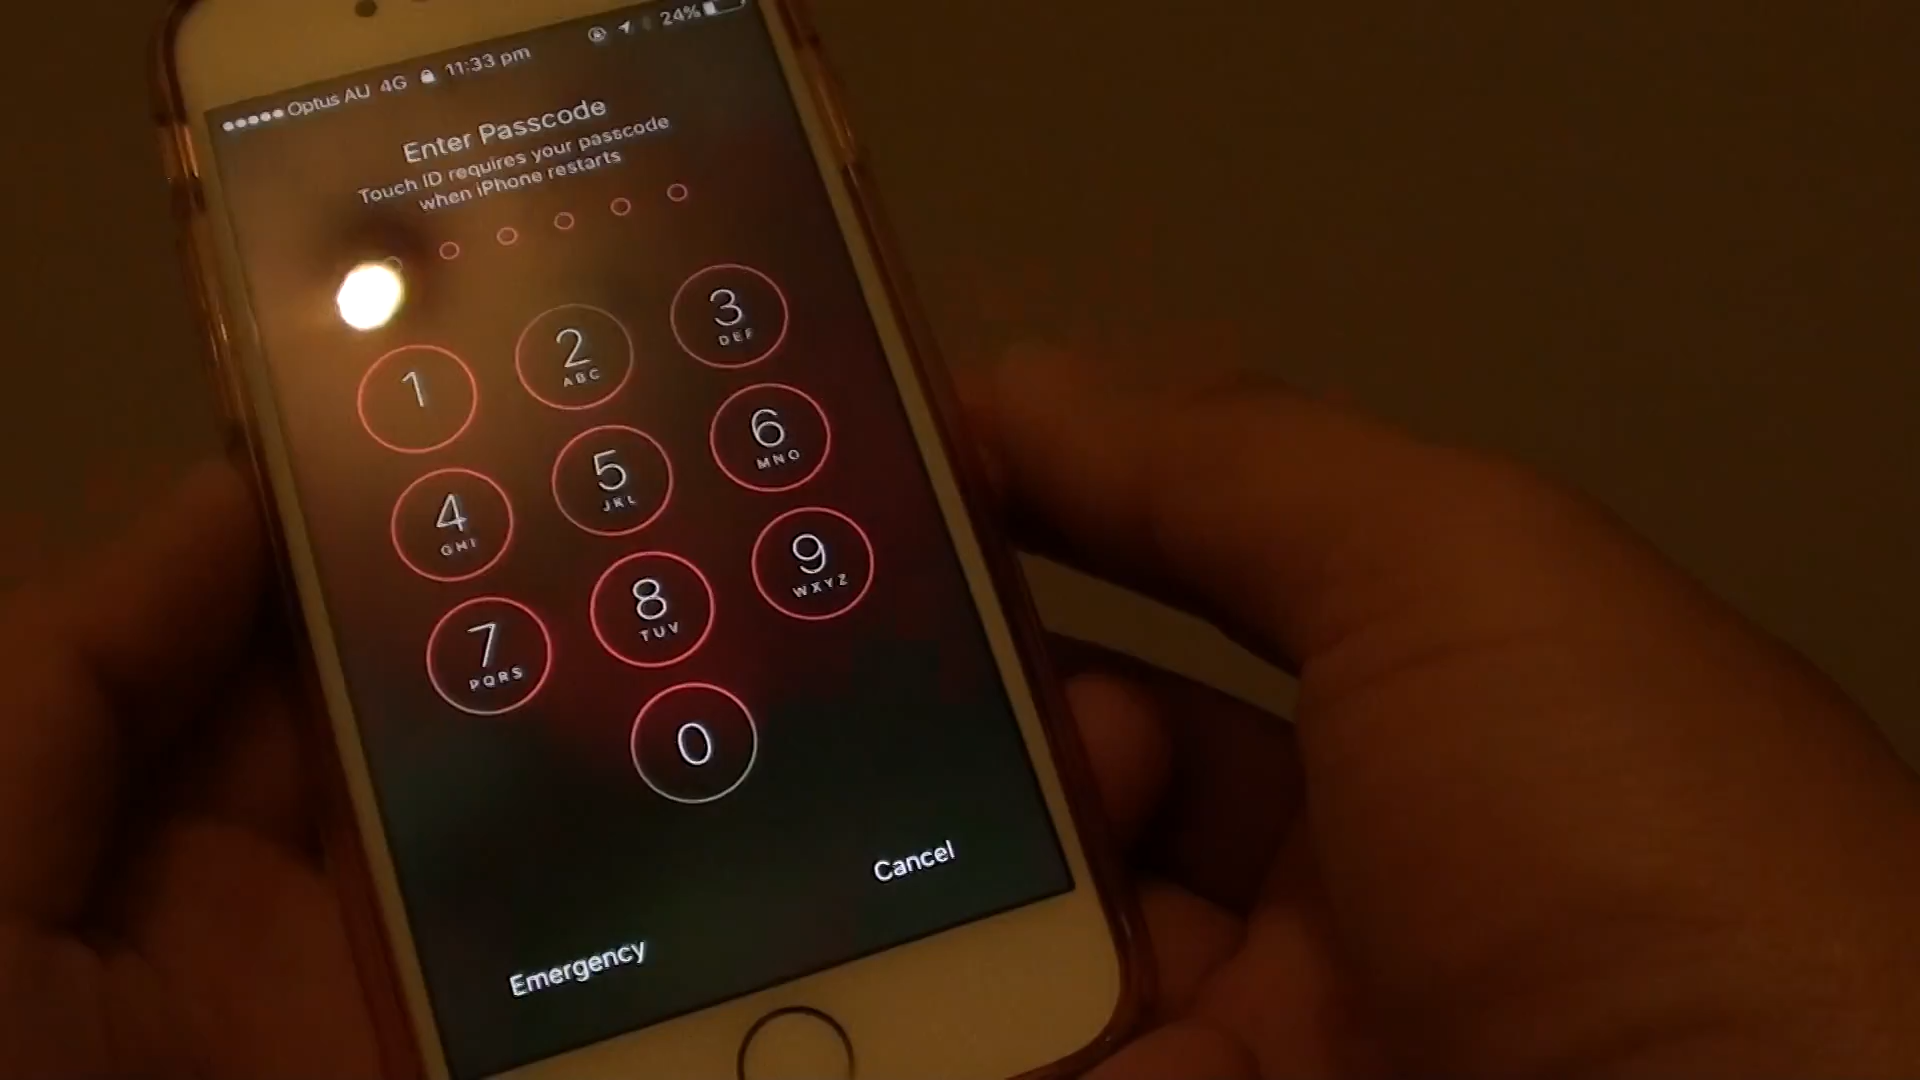 Optus AU 4G 11:33 pm 24%
Enter Passcode
Touch ID requires your passcode
when iPhone restarts
1
2
ABC
3
DEF
4
GHI
5
JKL
6
MNO
7
PQRS
8
TUV
9
WXYZ
0
Cancel
Emergency